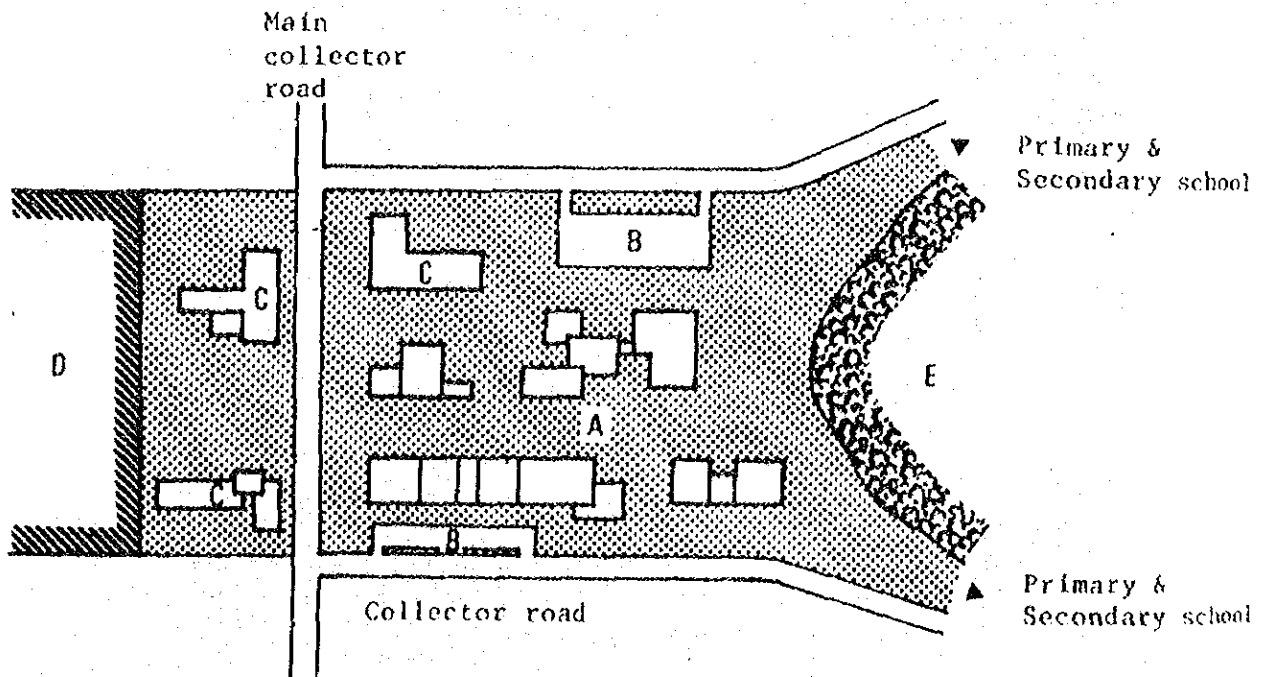 Main
collector
road
Primary &
Secondary school
B
C
C
D
E
A
C
B
Collector road
Primary &
Secondary school